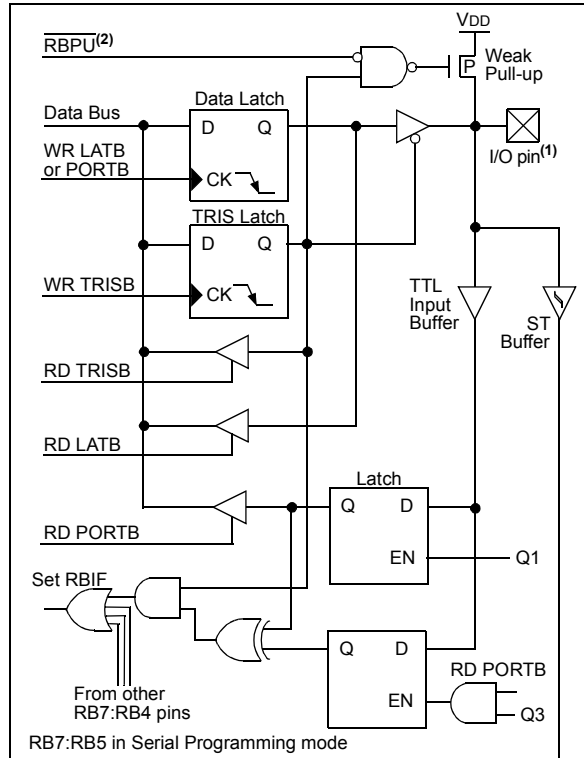 VDD
RBPU(2)
P
Weak
Pull-up
Data Bus
Data Latch
D Q
WR LATB
or PORTB
CK
I/O pin(1)
TRIS Latch
D Q
WR TRISB
CK
TTL
Input
Buffer
ST
Buffer
RD TRISB
RD LATB
Latch
Q D
RD PORTB
EN
Q1
Set RBIF
Q D
RD PORTB
EN
Q3
From other
RB7:RB4 pins
RB7:RB5 in Serial Programming mode